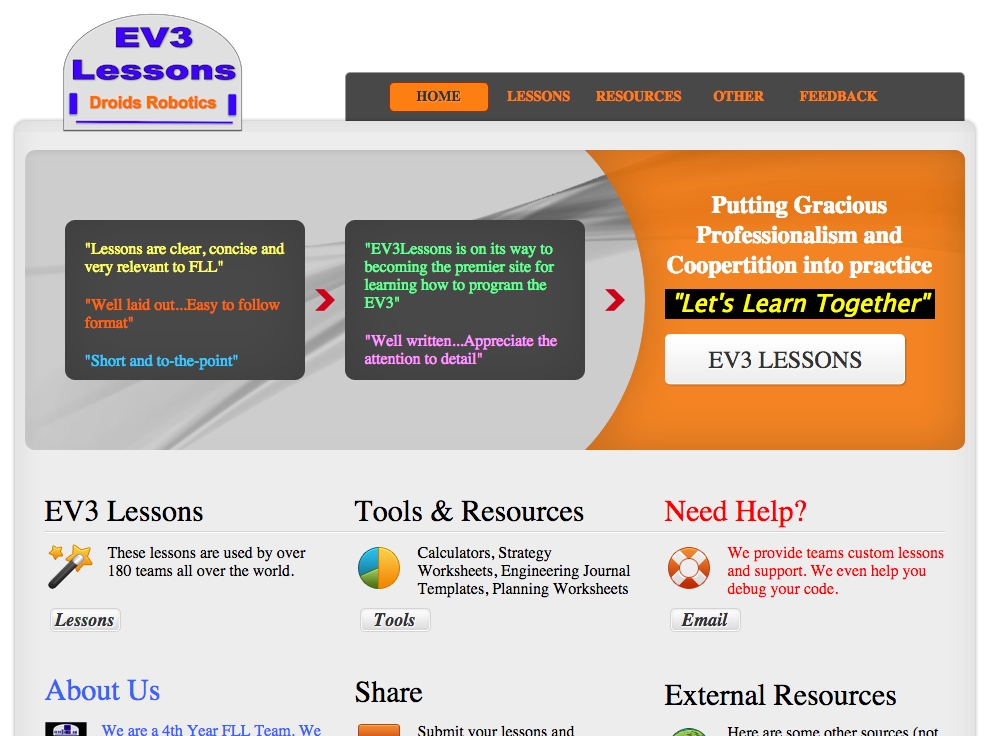 EV3
Lessons
Droids Robotics
HOME LESSONS RESOURCES OTHER FEEDBACK
"Lessons are clear, concise and
very relevant to FLL"
"Well laid out...Easy to follow
format"
"Short and to-the-point"
"EV3Lessons is on its way to
becoming the premier site for
learning how to program the
EV3"
"Well written...Appreciate the
attention to detail"
Putting Gracious
Professionalism and
Coopertition into practice
"Let's Learn Together"
EV3 LESSONS
EV3 Lessons
These lessons are used by over
180 teams all over the world.
Lessons
Tools & Resources
Calculators, Strategy
Worksheets, Engineering Journal
Templates, Planning Worksheets
Tools
Need Help?
We provide teams custom lessons
and support. We even help you
debug your code.
Email
About Us
We are a 4th Year FLL Team. We
Share
Submit your lessons and
External Resources
Here are some other sources (not